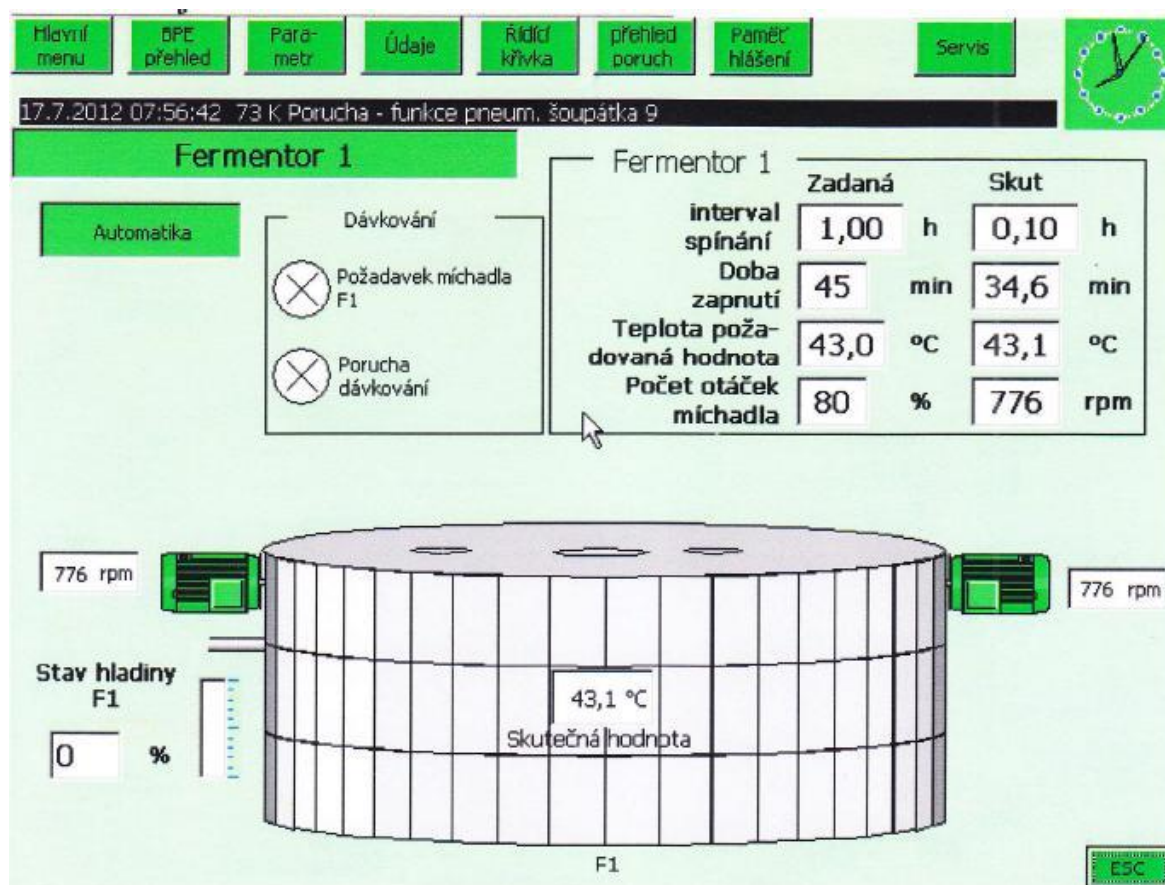 Hlavní
menu
BPE
přehled
Para-
metr
Údaje
Řídící
křivka
přehled
poruch
Paměť
hlášení
Servis
17.7.2012 07:56:42 73 K Porucha - funkce pneum. šoupátka 9
Fermentor 1
Automatika
Dávkování
Požadavek míchadla
F1
Porucha
dávkování
Fermentor 1
Zadaná Skut
interval
spínání 1,00 h 0,10 h
Doba
zapnutí 45 min 34,6 min
Teplota poža-
dovaná hodnota 43,0 °C 43,1 °C
Počet otáček
míchadla 80 % 776 rpm
776 rpm
776 rpm
Stav hladiny
F1
0 %
43,1 °C
Skutečná hodnota
F1
ESC